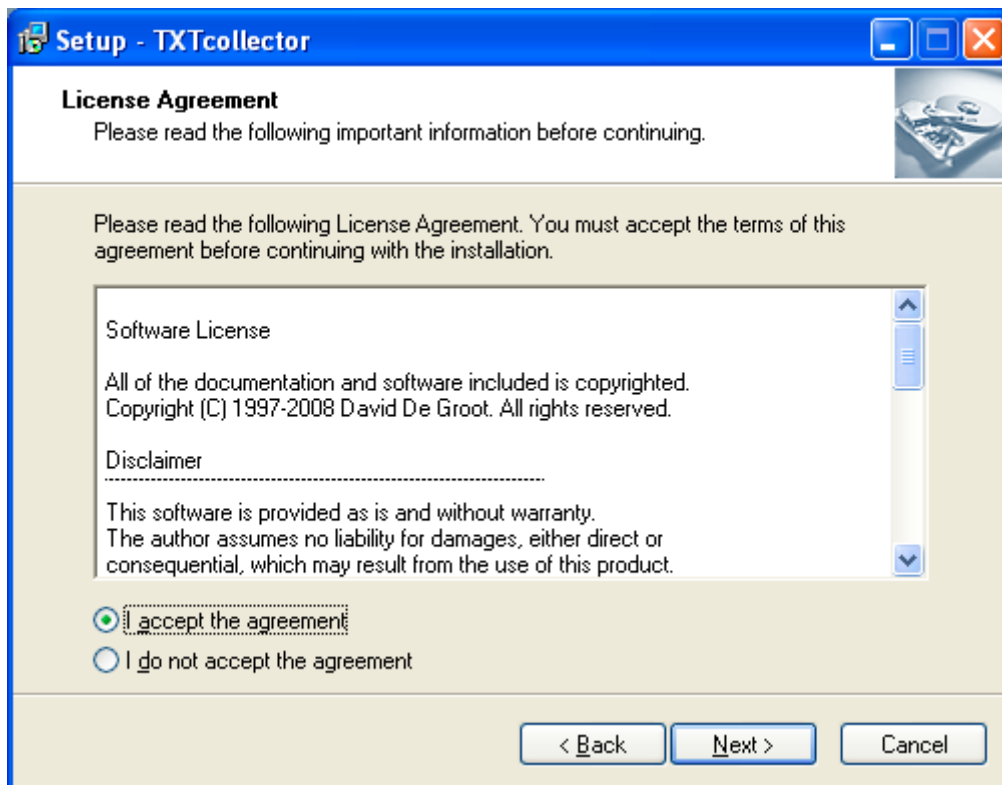 Setup - TXTcollector
License Agreement
Please read the following important information before continuing.
Please read the following License Agreement. You must accept the terms of this
agreement before continuing with the installation.
Software License
All of the documentation and software included is copyrighted.
Copyright (C) 1997-2008 David De Groot. All rights reserved.
Disclaimer
----------------------------------------------------------------------
This software is provided as is and without warranty.
The author assumes no liability for damages, either direct or
consequential, which may result from the use of this product.
I accept the agreement
I do not accept the agreement
< Back
Next >
Cancel